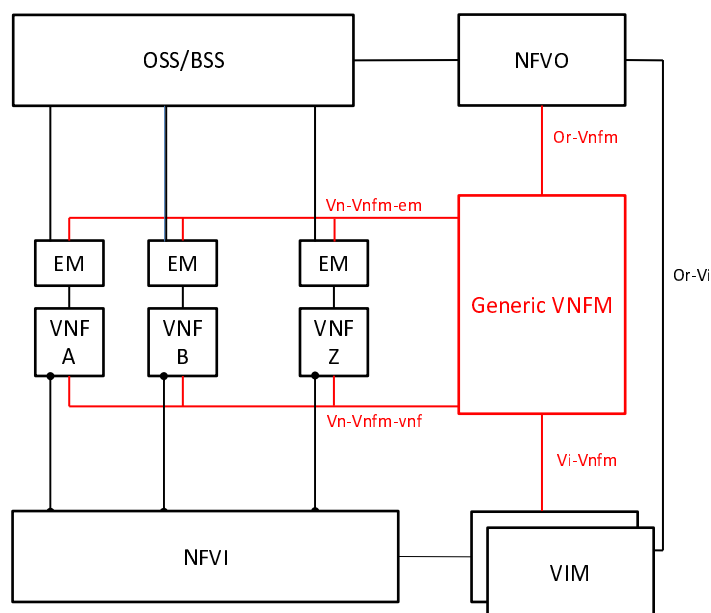 OSS/BSS
NFVO
Or-Vnfm
Vn-Vnfm-em
EM
EM
EM
Or-Vi
Generic VNFM
VNF
A
VNF
B
VNF
Z
Vn-Vnfm-vnf
Vi-Vnfm
NFVI
VIM